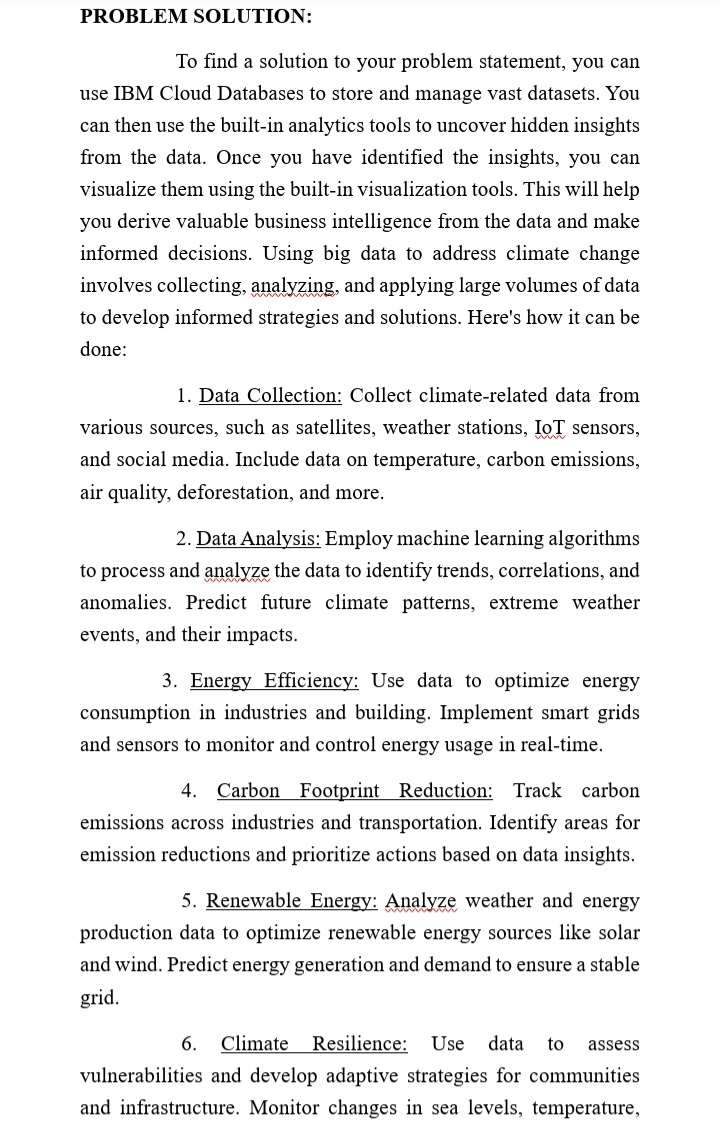 PROBLEM SOLUTION:
To find a solution to your problem statement, you can
use IBM Cloud Databases to store and manage vast datasets. You
can then use the built-in analytics tools to uncover hidden insights
from the data. Once you have identified the insights, you can
visualize them using the built-in visualization tools. This will help
you derive valuable business intelligence from the data and make
informed decisions. Using big data to address climate change
involves collecting, analyzing, and applying large volumes of data
to develop informed strategies and solutions. Here's how it can be
done:
1. Data Collection: Collect climate-related data from
various sources, such as satellites, weather stations, IoT sensors,
and social media. Include data on temperature, carbon emissions,
air quality, deforestation, and more.
2. Data Analysis: Employ machine learning algorithms
to process and analyze the data to identify trends, correlations, and
anomalies. Predict future climate patterns, extreme weather
events, and their impacts.
3. Energy Efficiency: Use data to optimize energy
consumption in industries and building. Implement smart grids
and sensors to monitor and control energy usage in real-time.
4. Carbon Footprint Reduction: Track carbon
emissions across industries and transportation. Identify areas for
emission reductions and prioritize actions based on data insights.
5. Renewable Energy: Analyze weather and energy
production data to optimize renewable energy sources like solar
and wind. Predict energy generation and demand to ensure a stable
grid.
6. Climate Resilience: Use data to assess
vulnerabilities and develop adaptive strategies for communities
and infrastructure. Monitor changes in sea levels, temperature,